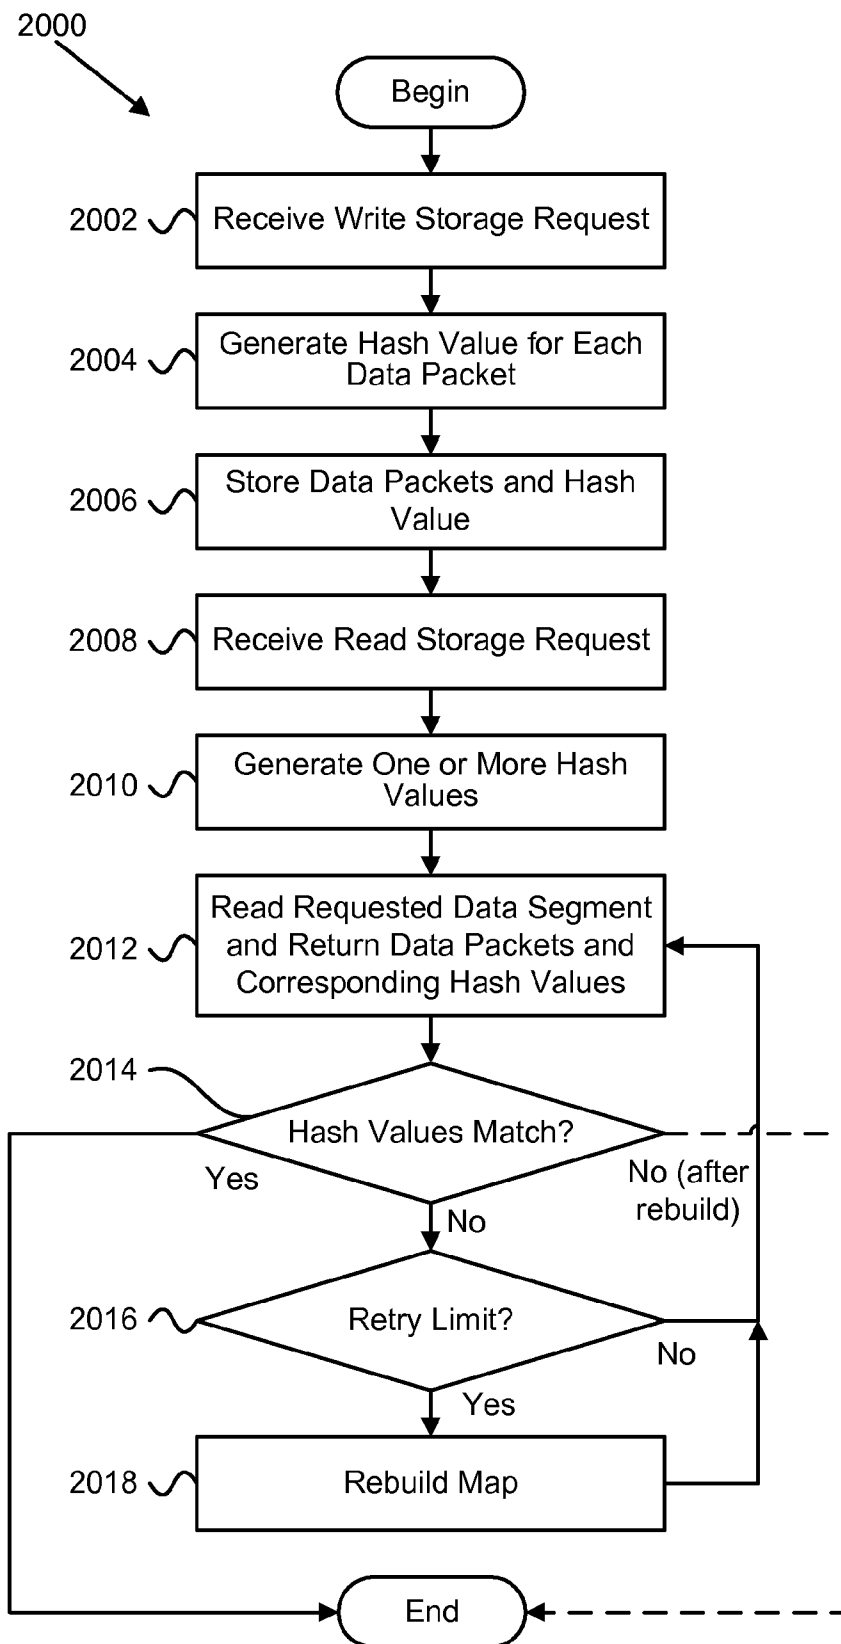 2000
Begin
2002
Receive Write Storage Request
2004
Generate Hash Value for Each
Data Packet
2006
Store Data Packets and Hash
Value
2008
Receive Read Storage Request
2010
Generate One or More Hash
Values
2012
Read Requested Data Segment
and Return Data Packets and
Corresponding Hash Values
2014
Hash Values Match?
Yes
No (after
rebuild)
No
2016
Retry Limit?
No
Yes
2018
Rebuild Map
End